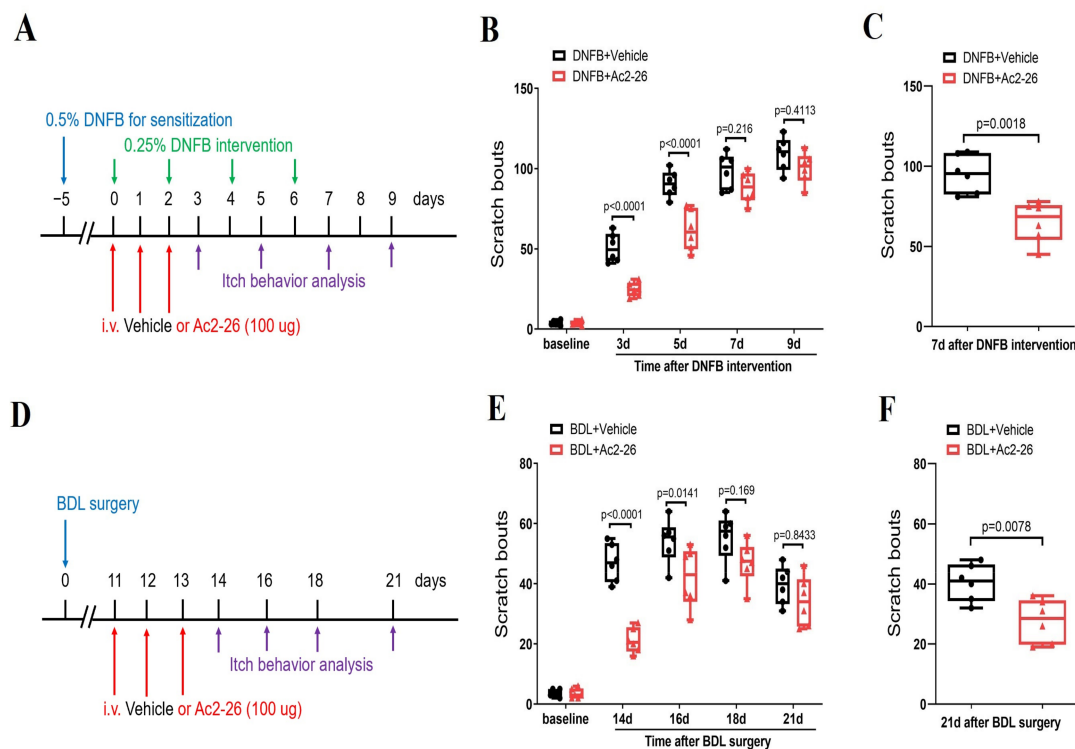 A
0.5% DNFB for sensitization
0.25% DNFB intervention
−5 0 1 2 3 4 5 6 7 8 9 days
Itch behavior analysis
i.v. Vehicle or Ac2-26 (100 ug)
B
DNFB+Vehicle
DNFB+Ac2-26
Scratch bouts
150
100
50
0
p<0.0001
p<0.0001
p=0.216
p=0.4113
baseline 3d 5d 7d 9d
Time after DNFB intervention
C
DNFB+Vehicle
DNFB+Ac2-26
Scratch bouts
150
100
50
0
p=0.0018
7d after DNFB intervention
D
BDL surgery
0 11 12 13 14 16 18 21 days
Itch behavior analysis
i.v. Vehicle or Ac2-26 (100 ug)
E
BDL+Vehicle
BDL+Ac2-26
Scratch bouts
80
60
40
20
0
p<0.0001
p=0.0141
p=0.169
p=0.8433
baseline 14d 16d 18d 21d
Time after BDL surgery
F
BDL+Vehicle
BDL+Ac2-26
Scratch bouts
80
60
40
20
0
p=0.0078
21d after BDL surgery